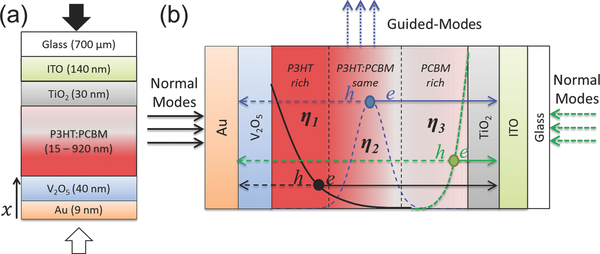 (a)
Glass (700 μm)
ITO (140 nm)
TiO2 (30 nm)
P3HT:PCBM
(15 – 920 nm)
V2O5 (40 nm)
Au (9 nm)
x
(b)
Guided-Modes
Normal
Modes
Au
V2O5
P3HT
rich
P3HT:PCBM
same
PCBM
rich
η1
η2
η3
h e
h e
h e
TiO2
ITO
Glass
Normal
Modes